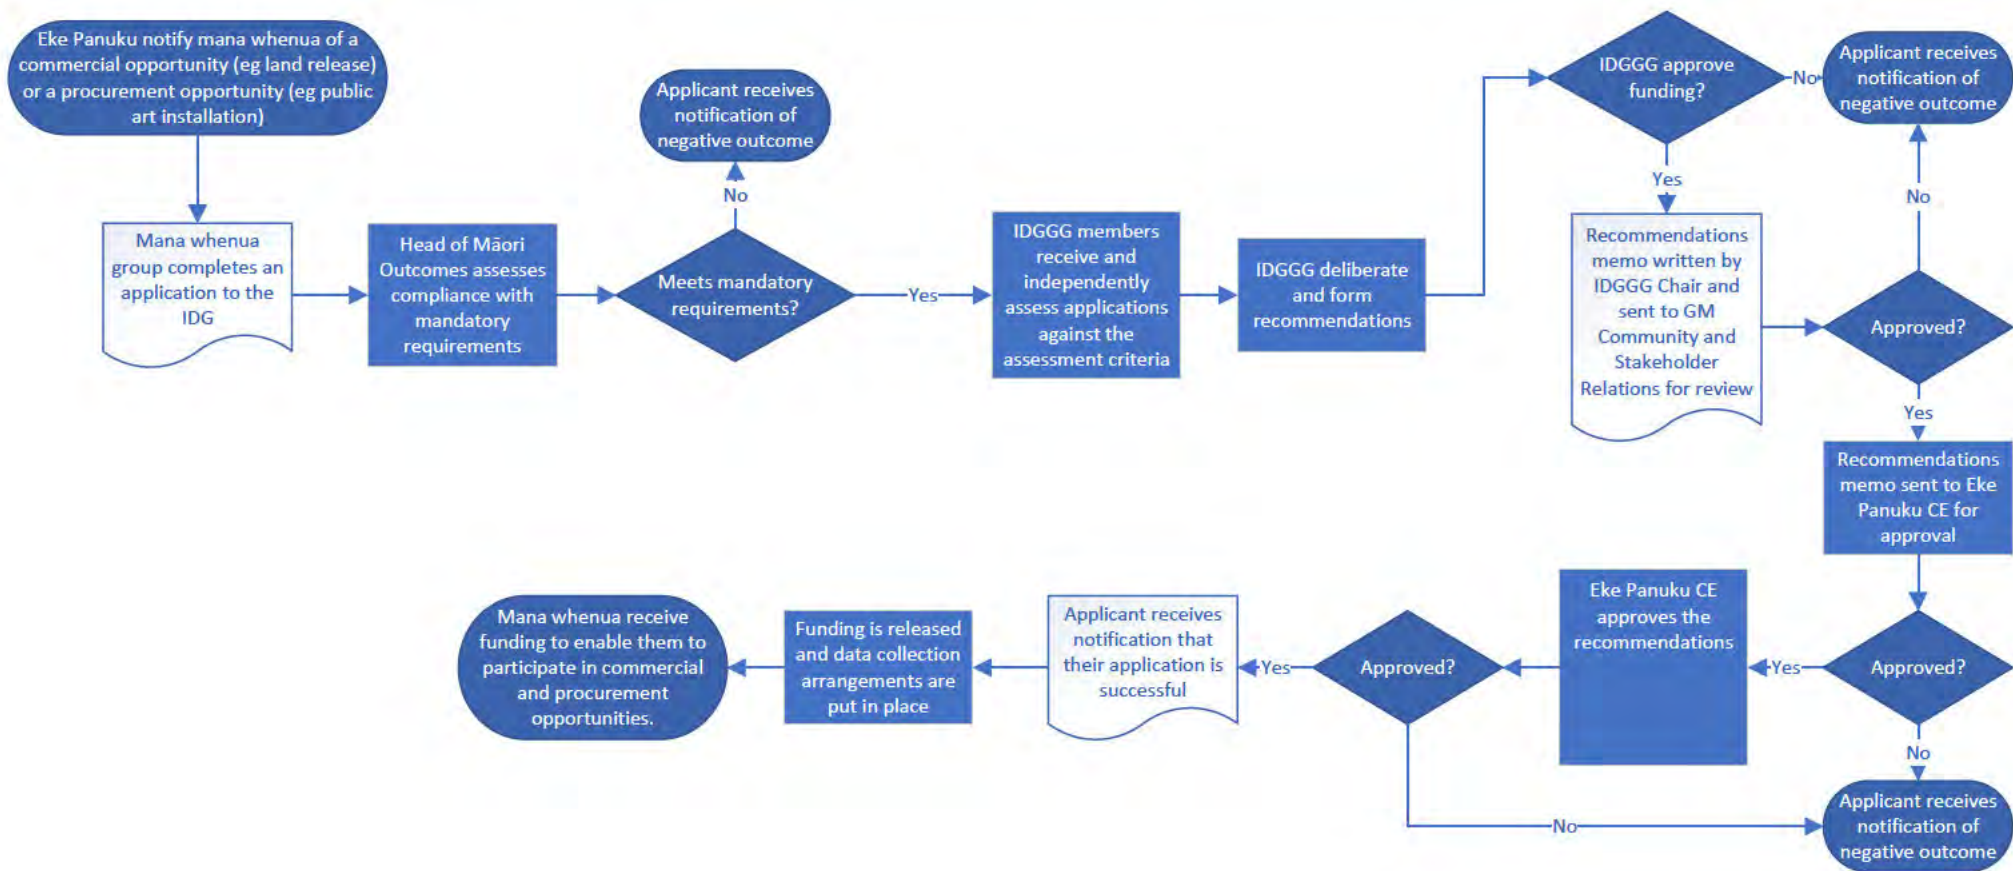 Eke Panuku notify mana whenua of a
commercial opportunity (eg land release)
or a procurement opportunity (eg public
art installation)
Mana whenua
group completes an
application to the
IDG
Head of Māori
Outcomes assesses
compliance with
mandatory
requirements
Meets mandatory
requirements?
No
Applicant receives
notification of
negative outcome
Yes
IDGGG members
receive and
independently
assess applications
against the
assessment criteria
IDGGG deliberate
and form
recommendations
IDGGG approve
funding?
No
Applicant receives
notification of
negative outcome
Yes
Recommendations
memo written by
IDGGG Chair and
sent to GM
Community and
Stakeholder
Relations for review
Approved?
No
Yes
Recommendations
memo sent to Eke
Panuku CE for
approval
Approved?
No
Applicant receives
notification of
negative outcome
Yes
Eke Panuku CE
approves the
recommendations
Approved?
No
Yes
Applicant receives
notification that
their application is
successful
Funding is released
and data collection
arrangements are
put in place
Mana whenua receive
funding to enable them to
participate in commercial
and procurement
opportunities.